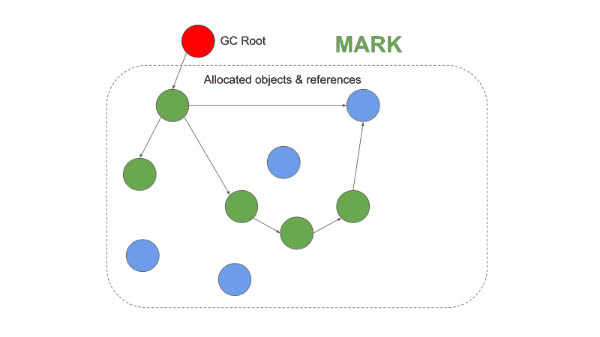 GC Root
MARK
Allocated objects & references